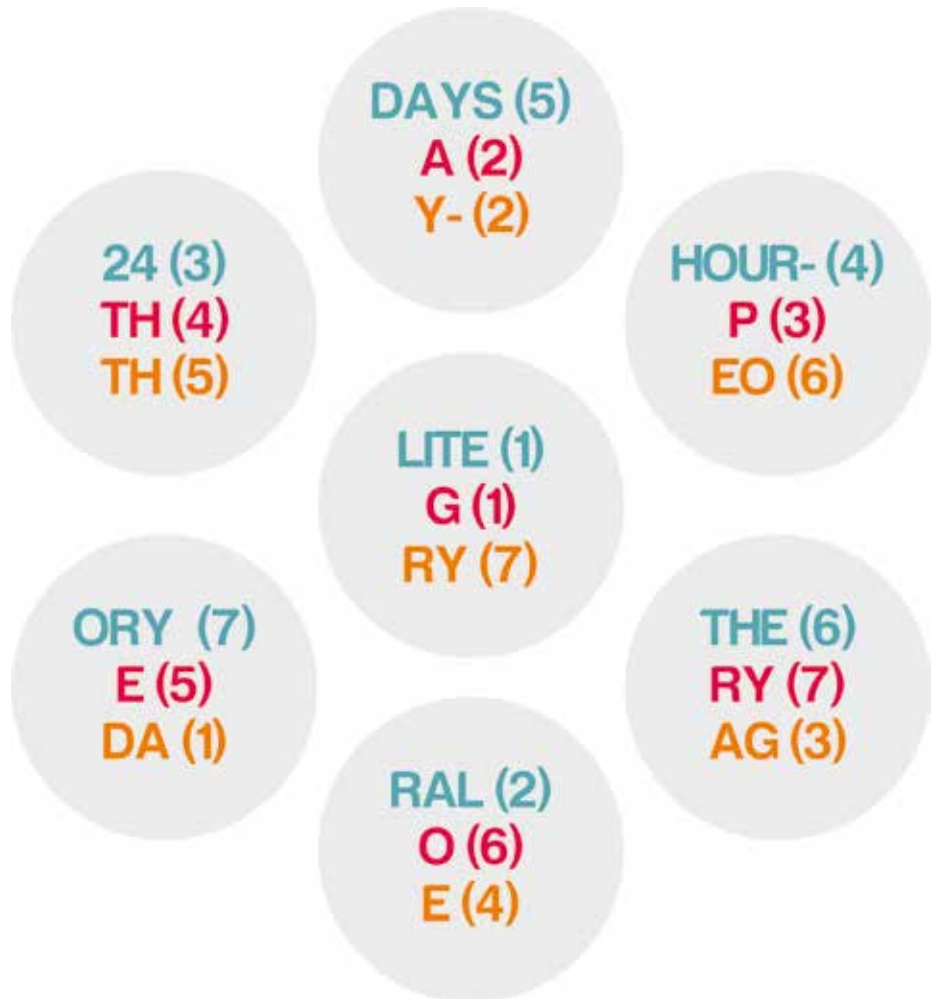 DAYS (5)
A (2)
Y- (2)
24 (3)
TH (4)
TH (5)
HOUR- (4)
P (3)
EO (6)
LITE (1)
G (1)
RY (7)
ORY (7)
E (5)
DA (1)
THE (6)
RY (7)
AG (3)
RAL (2)
O (6)
E (4)